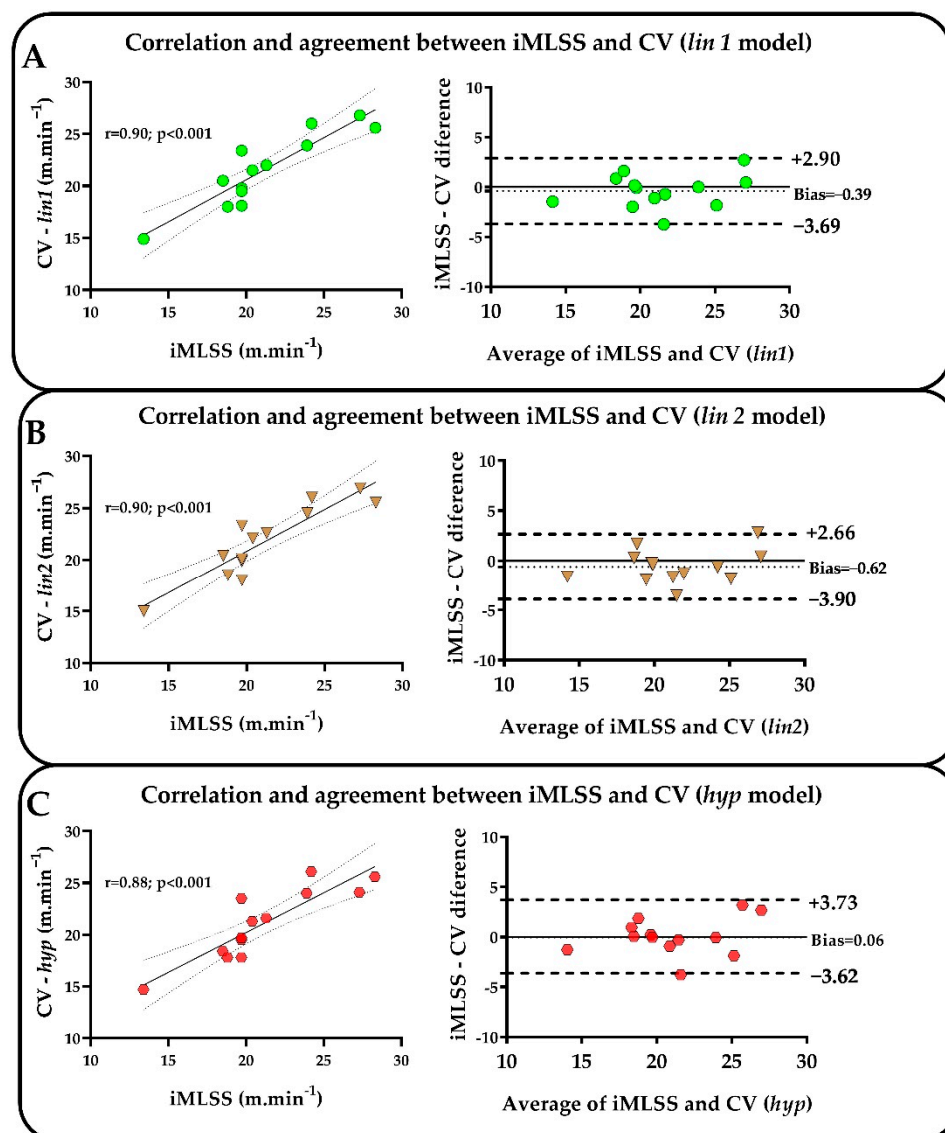 A
Correlation and agreement between iMLSS and CV (lin 1 model)
CV - lin1 (m.min⁻¹)
30
25
20
15
10
r=0.90; p<0.001
10 15 20 25 30
iMLSS (m.min⁻¹)
iMLSS - CV diference
10
5
0
-5
-10
+2.90
Bias=−0.39
−3.69
10 15 20 25 30
Average of iMLSS and CV (lin1)
B
Correlation and agreement between iMLSS and CV (lin 2 model)
CV - lin2 (m.min⁻¹)
30
25
20
15
10
r=0.90; p<0.001
10 15 20 25 30
iMLSS (m.min⁻¹)
iMLSS - CV diference
10
5
0
-5
-10
+2.66
Bias=−0.62
−3.90
10 15 20 25 30
Average of iMLSS and CV (lin2)
C
Correlation and agreement between iMLSS and CV (hyp model)
CV - hyp (m.min⁻¹)
30
25
20
15
10
r=0.88; p<0.001
10 15 20 25 30
iMLSS (m.min⁻¹)
iMLSS - CV diference
10
5
0
-5
-10
+3.73
Bias=0.06
−3.62
10 15 20 25 30
Average of iMLSS and CV (hyp)